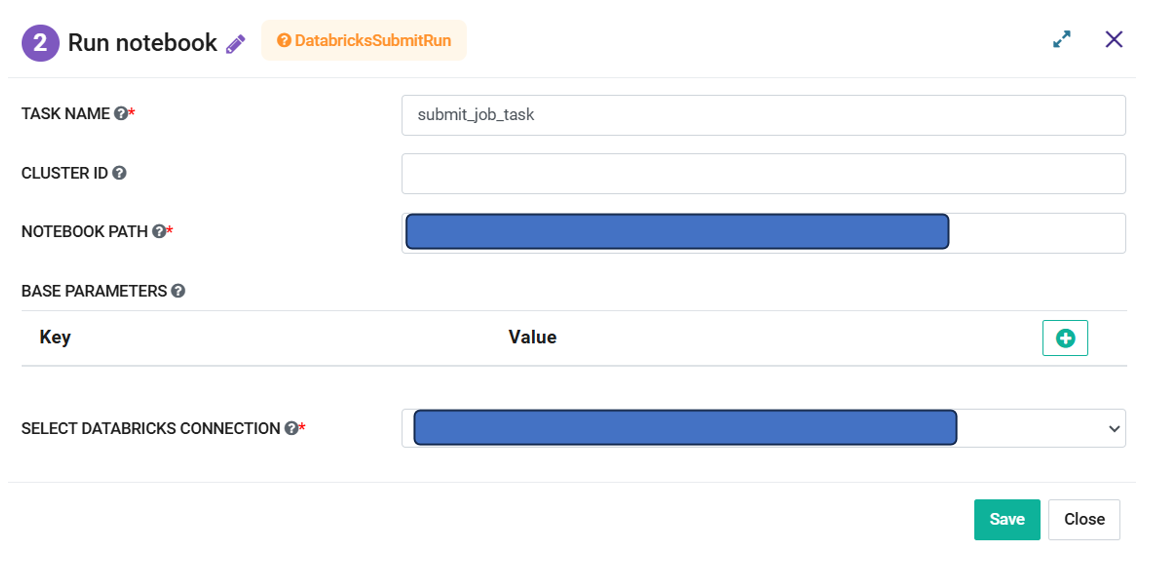 2 Run notebook DatabricksSubmitRun
TASK NAME *
submit_job_task
CLUSTER ID
NOTEBOOK PATH *
BASE PARAMETERS
Key Value
SELECT DATABRICKS CONNECTION *
Save Close